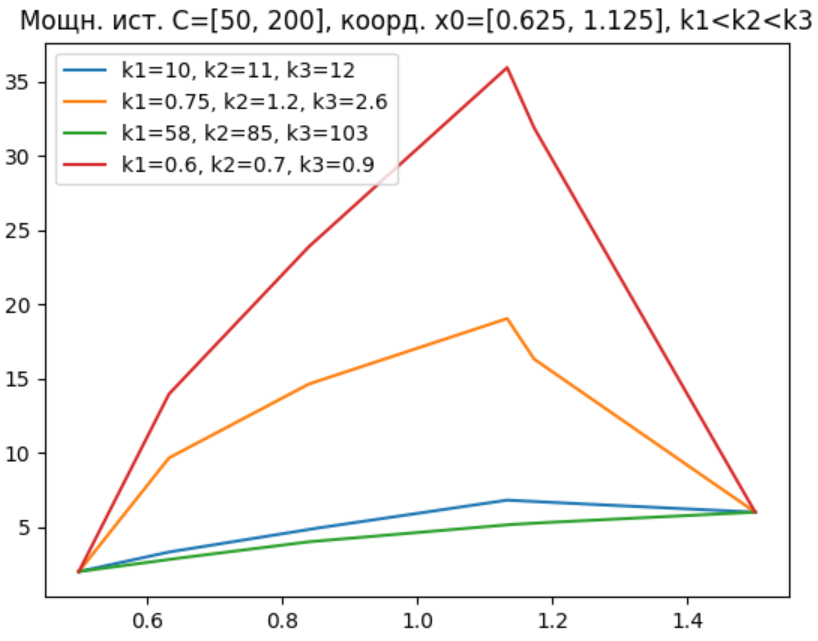 Мощн. ист. C=[50, 200], коорд. x0=[0.625, 1.125], k1<k2<k3
k1=10, k2=11, k3=12
k1=0.75, k2=1.2, k3=2.6
k1=58, k2=85, k3=103
k1=0.6, k2=0.7, k3=0.9
35
30
25
20
15
10
5
0.6 0.8 1.0 1.2 1.4